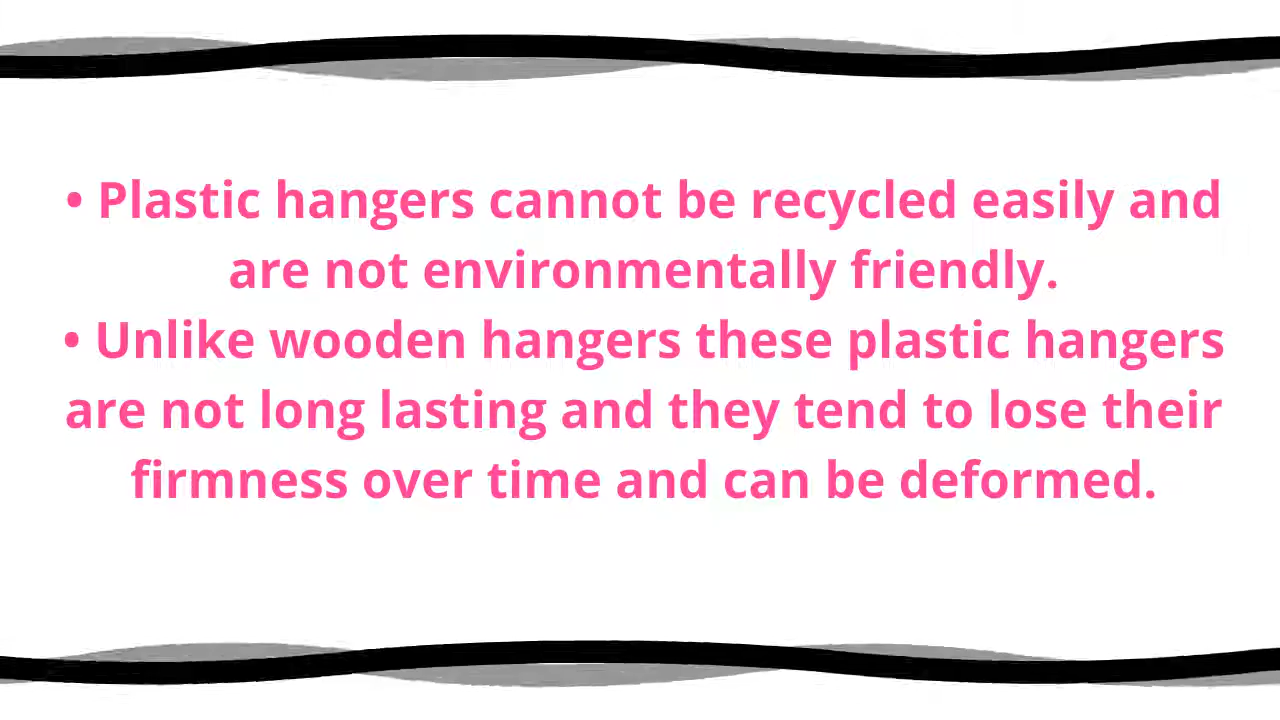 • Plastic hangers cannot be recycled easily and
are not environmentally friendly.
• Unlike wooden hangers these plastic hangers
are not long lasting and they tend to lose their
firmness over time and can be deformed.